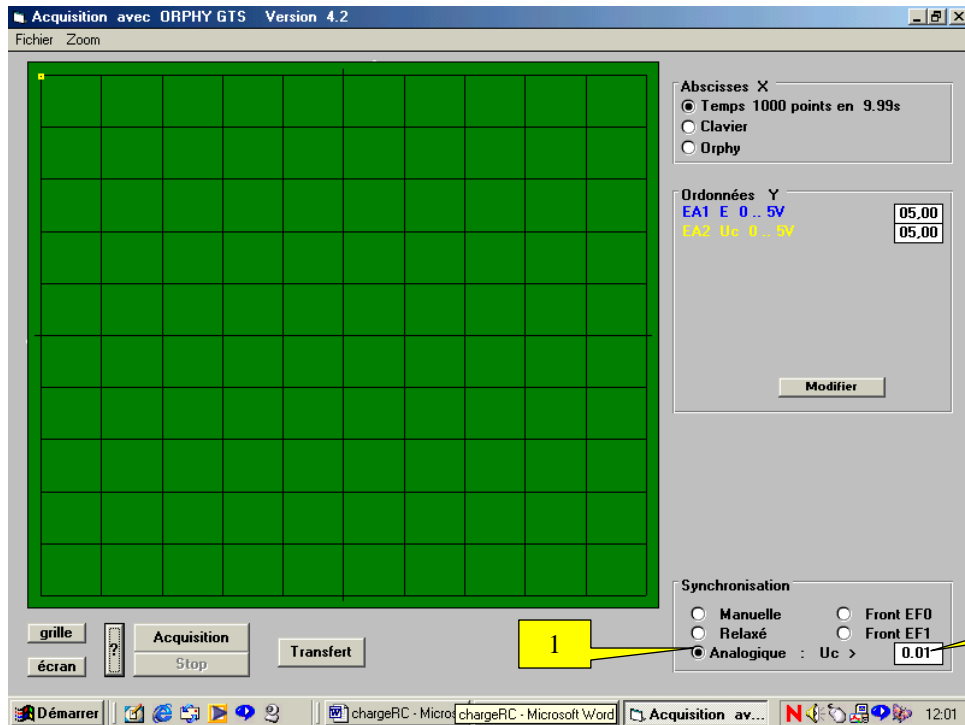 Acquisition avec ORPHY GTS Version 4.2
Fichier Zoom
Abscisses X
Temps 1000 points en 9.99s
Clavier
Orphy
Ordonnées Y
EA1 E 0 .. 5V 05,00
EA2 Uc 0 .. 5V 05,00
Modifier
Synchronisation
Manuelle Front EF0
Relaxé Front EF1
Analogique : Uc > 0.01
1
grille
écran
?
Acquisition
Stop
Transfert
Démarrer
chargeRC - Micros
chargeRC - Microsoft Word
Acquisition av...
N
12:01